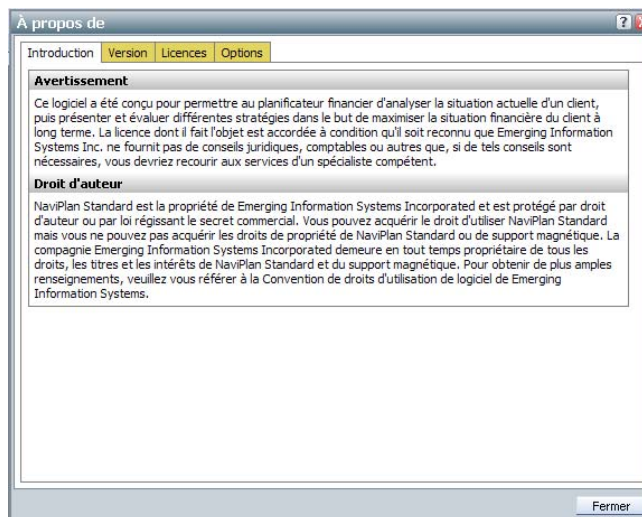 À propos de
Introduction Version Licences Options
Avertissement
Ce logiciel a été conçu pour permettre au planificateur financier d'analyser la situation actuelle d'un client,
puis présenter et évaluer différentes stratégies dans le but de maximiser la situation financière du client à
long terme. La licence dont il fait l'objet est accordée à condition qu'il soit reconnu que Emerging Information
Systems Inc. ne fournit pas de conseils juridiques, comptables ou autres que, si de tels conseils sont
nécessaires, vous devriez recourir aux services d'un spécialiste compétent.
Droit d'auteur
NaviPlan Standard est la propriété de Emerging Information Systems Incorporated et est protégé par droit
d'auteur ou par loi régissant le secret commercial. Vous pouvez acquérir le droit d'utiliser NaviPlan Standard
mais vous ne pouvez pas acquérir les droits de propriété de NaviPlan Standard ou de support magnétique. La
compagnie Emerging Information Systems Incorporated demeure en tout temps propriétaire de tous les
droits, les titres et les intérêts de NaviPlan Standard et du support magnétique. Pour obtenir de plus amples
renseignements, veuillez vous référer à la Convention de droits d'utilisation de logiciel de Emerging
Information Systems.
Fermer